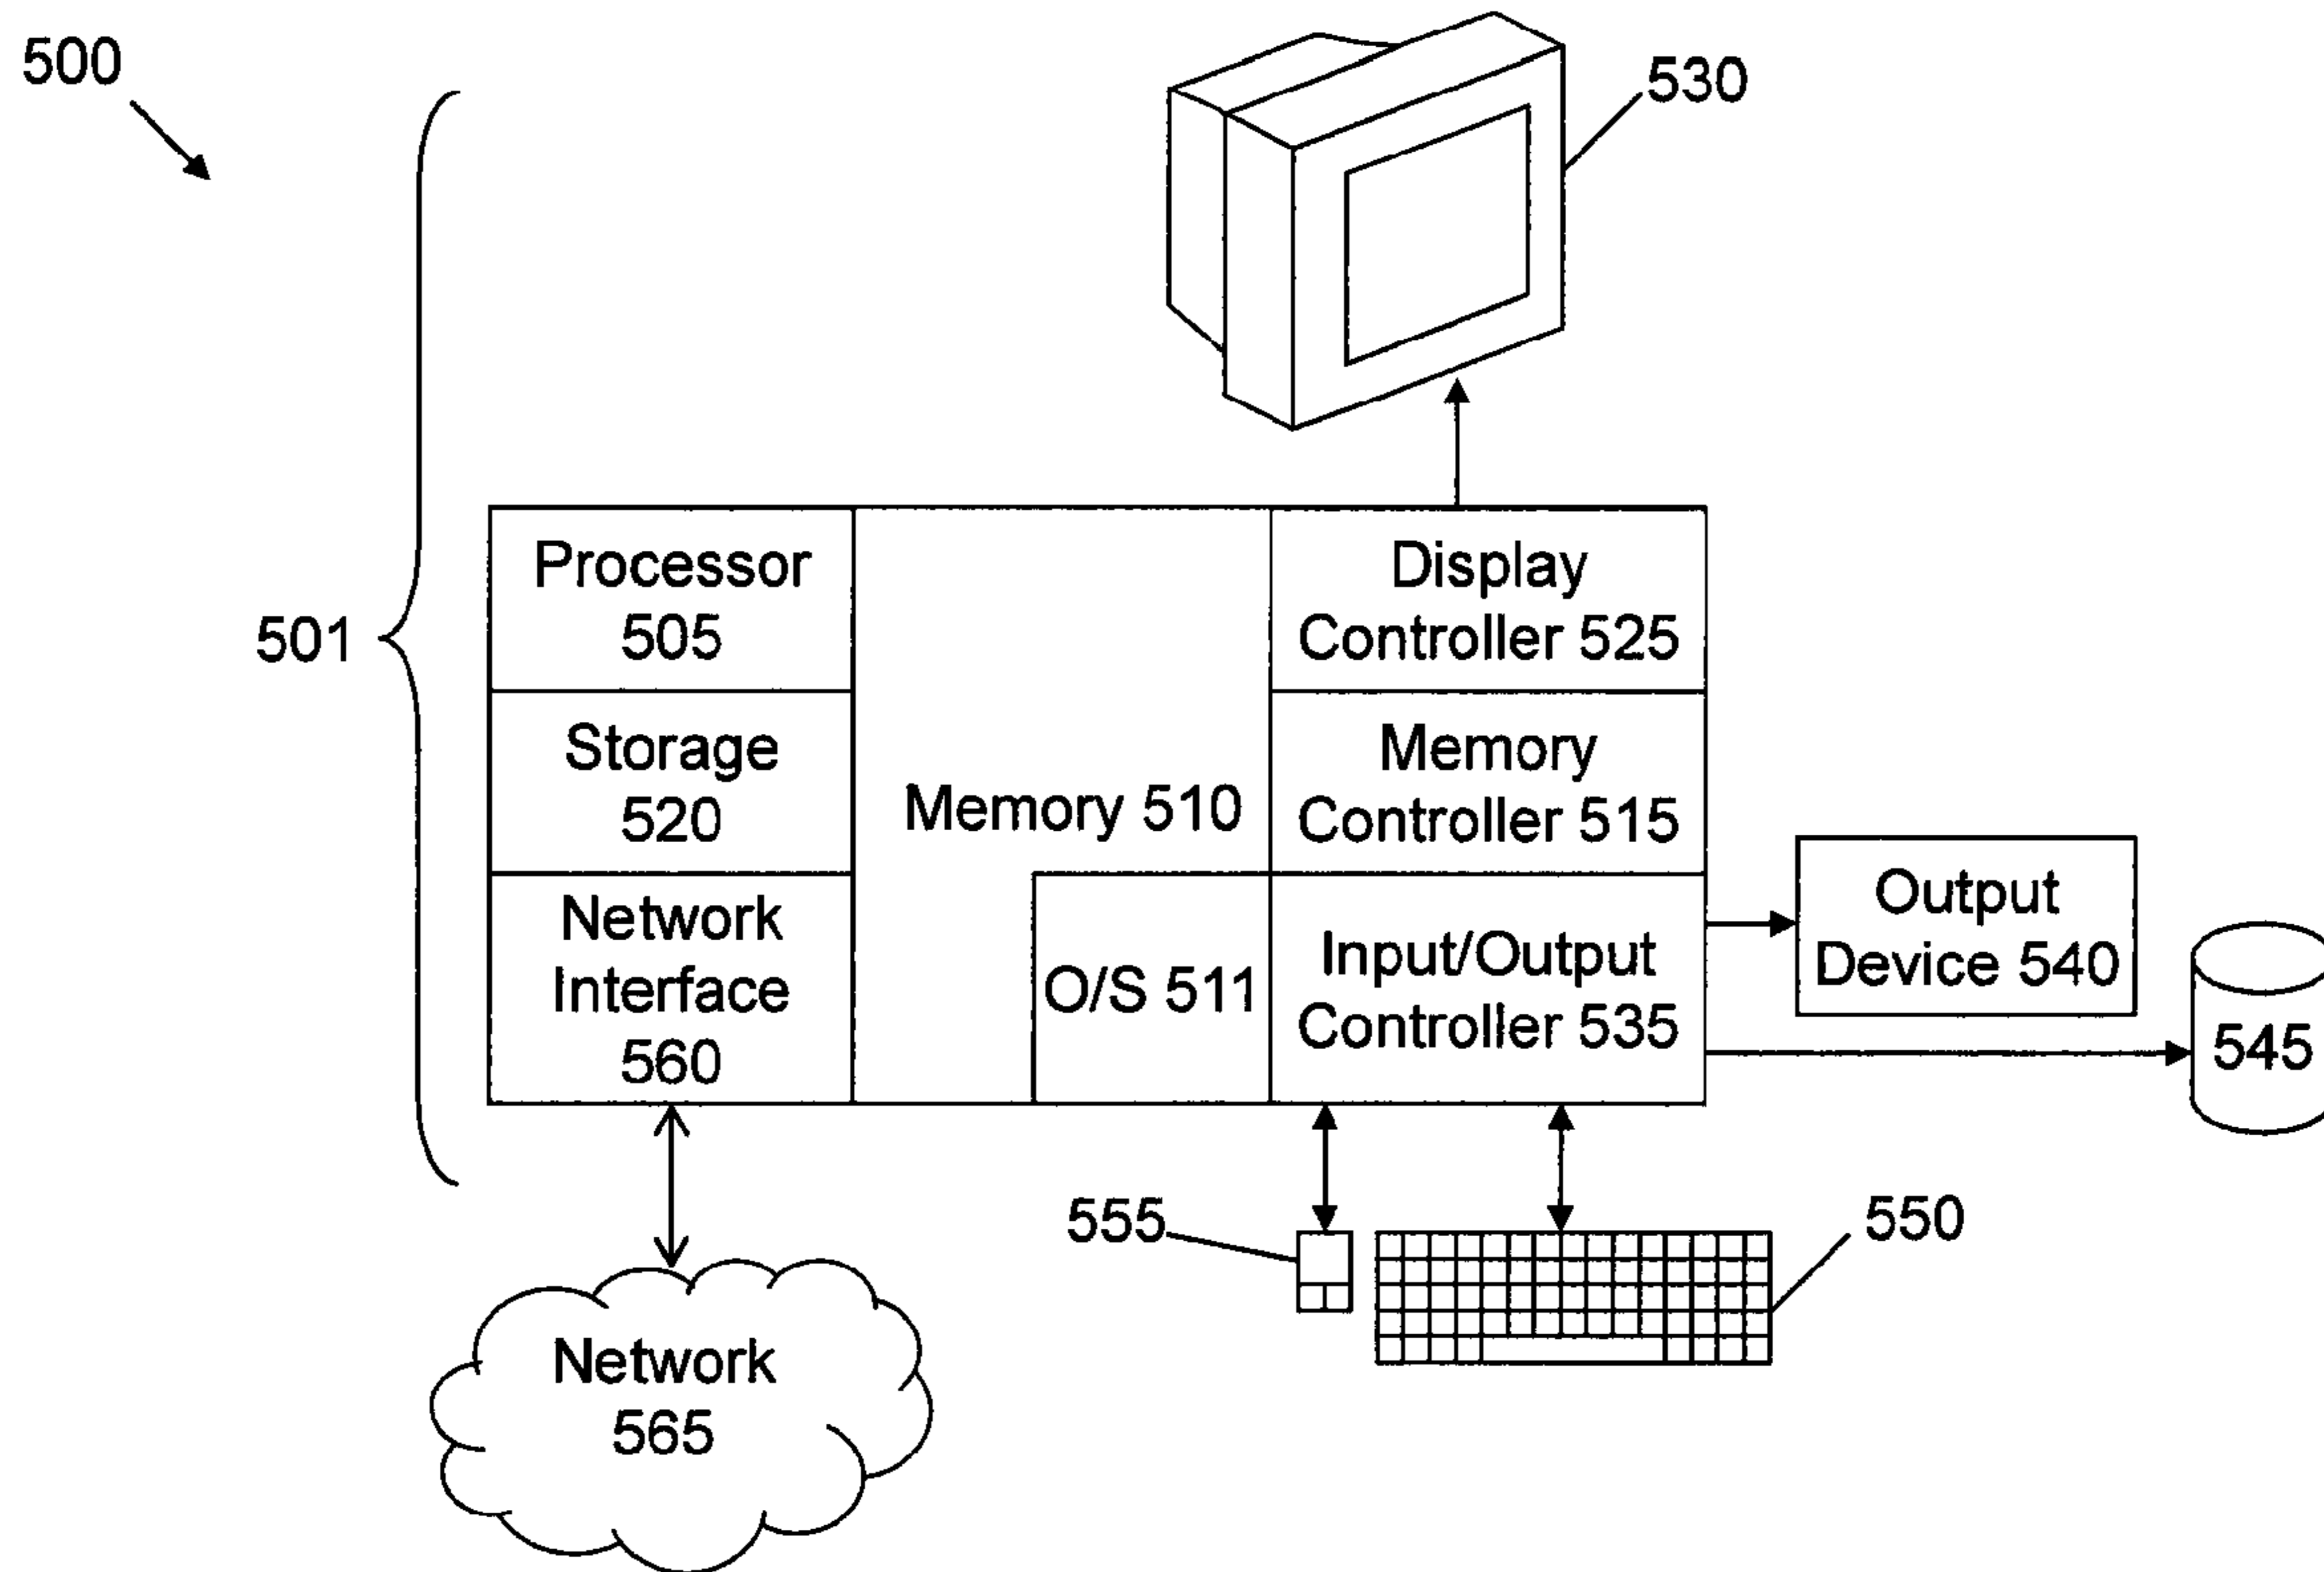 500
530
501
Processor
505
Display
Controller 525
Storage
520
Memory 510
Memory
Controller 515
Network
Interface
560
O/S 511
Input/Output
Controller 535
Output
Device 540
545
555
550
Network
565